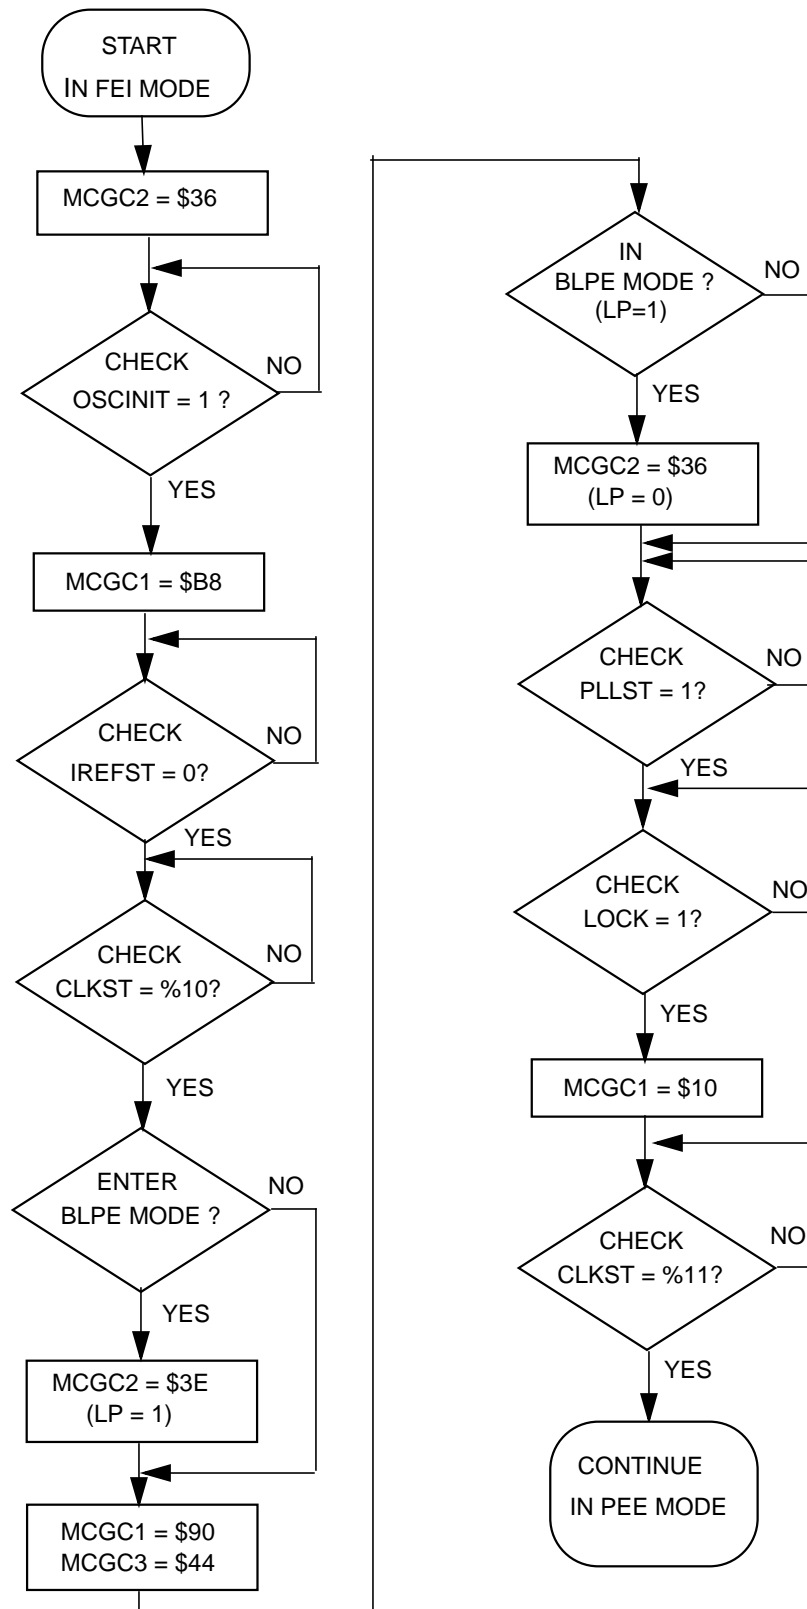 START
IN FEI MODE
MCGC2 = $36
CHECK
OSCINIT = 1 ?
NO
YES
MCGC1 = $B8
CHECK
IREFST = 0?
NO
YES
CHECK
CLKST = %10?
NO
YES
ENTER
BLPE MODE ?
NO
YES
MCGC2 = $3E
(LP = 1)
MCGC1 = $90
MCGC3 = $44
IN
BLPE MODE ?
(LP=1)
NO
YES
MCGC2 = $36
(LP = 0)
CHECK
PLLST = 1?
NO
YES
CHECK
LOCK = 1?
NO
YES
MCGC1 = $10
CHECK
CLKST = %11?
NO
YES
CONTINUE
IN PEE MODE